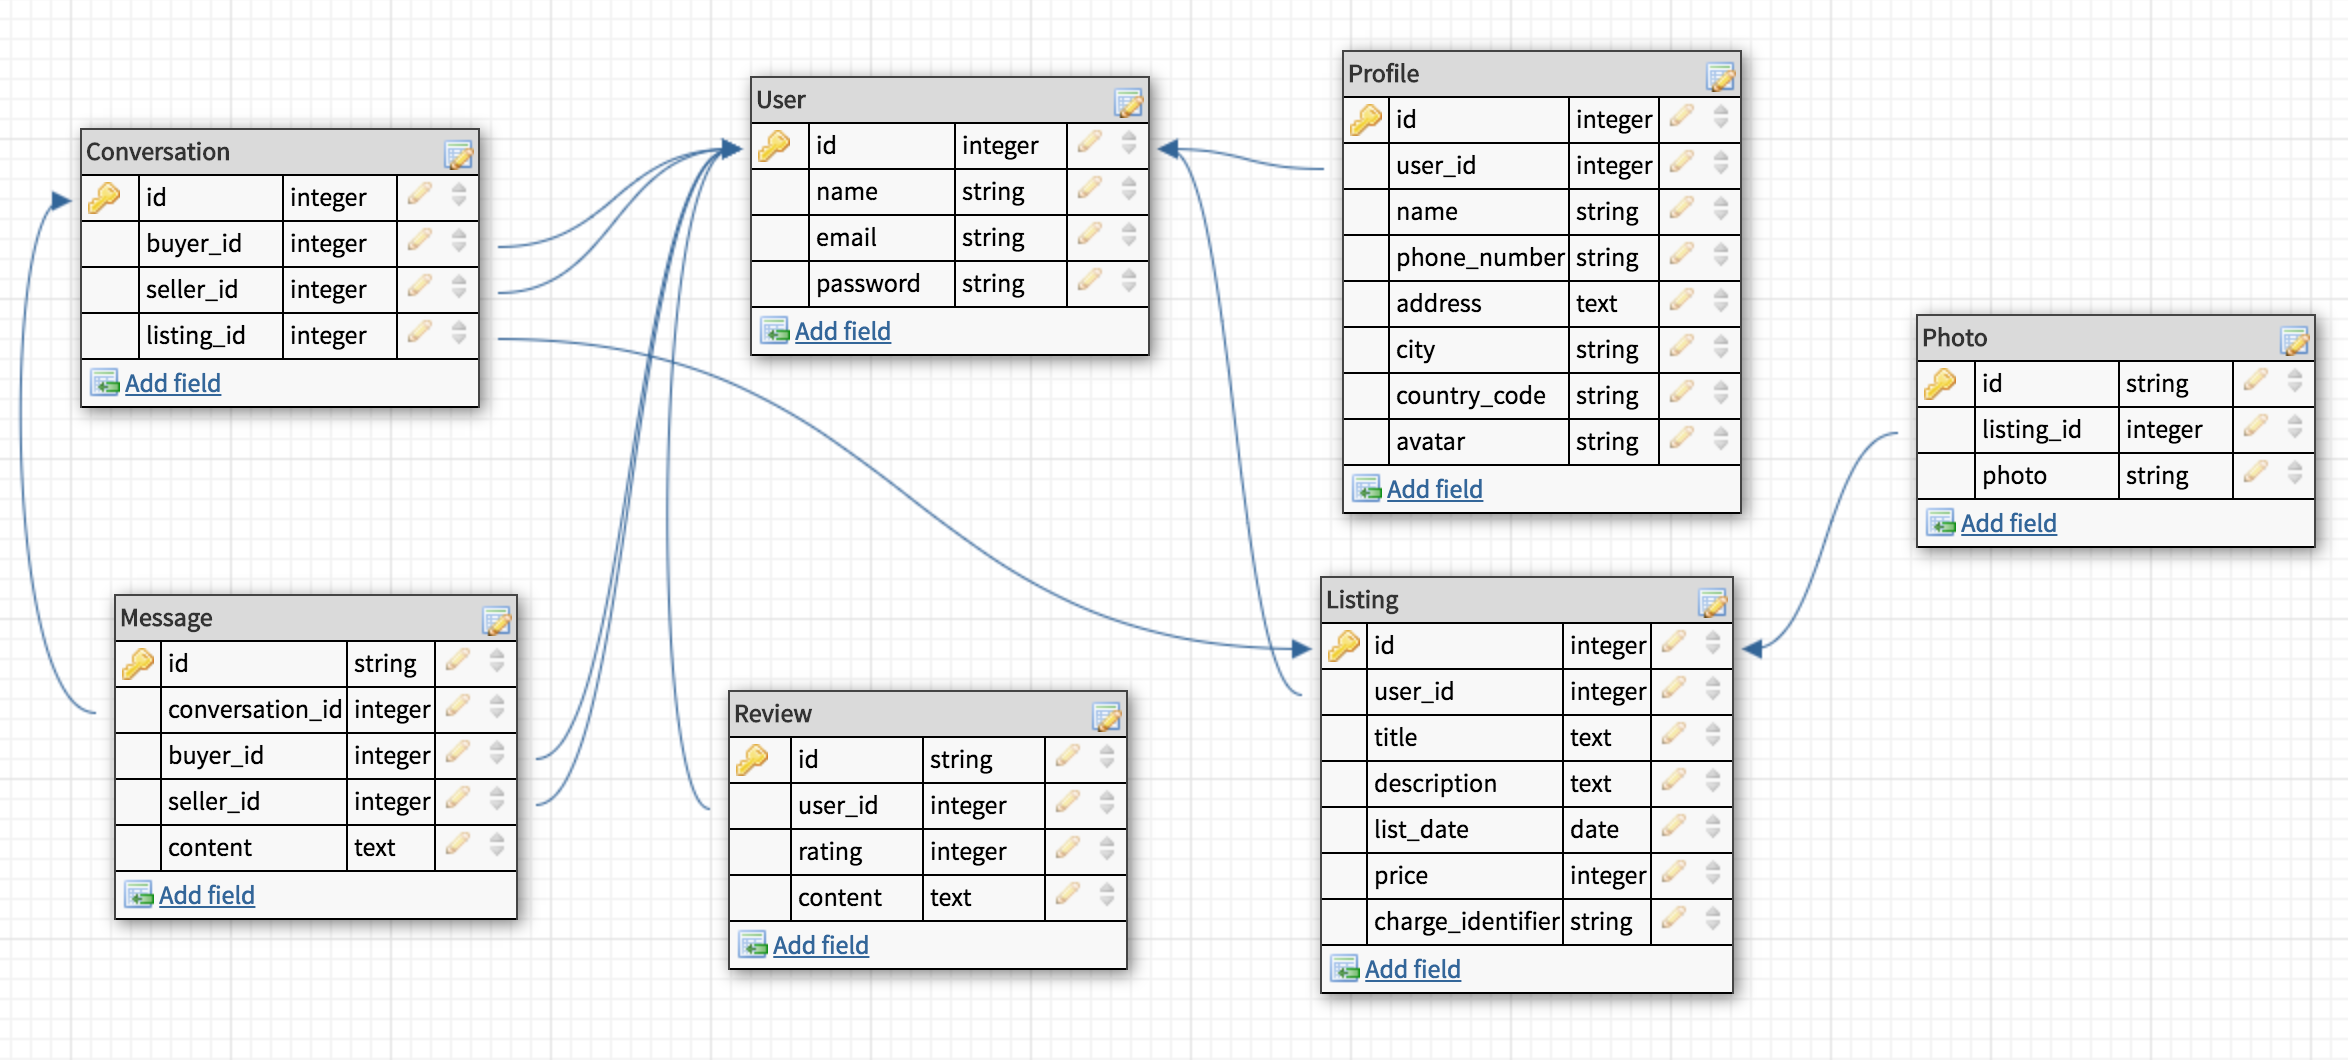 Conversation
id integer
buyer_id integer
seller_id integer
listing_id integer
Add field
User
id integer
name string
email string
password string
Add field
Profile
id integer
user_id integer
name string
phone_number string
address text
city string
country_code string
avatar string
Add field
Photo
id string
listing_id integer
photo string
Add field
Message
id string
conversation_id integer
buyer_id integer
seller_id integer
content text
Add field
Review
id string
user_id integer
rating integer
content text
Add field
Listing
id integer
user_id integer
title text
description text
list_date date
price integer
charge_identifier string
Add field